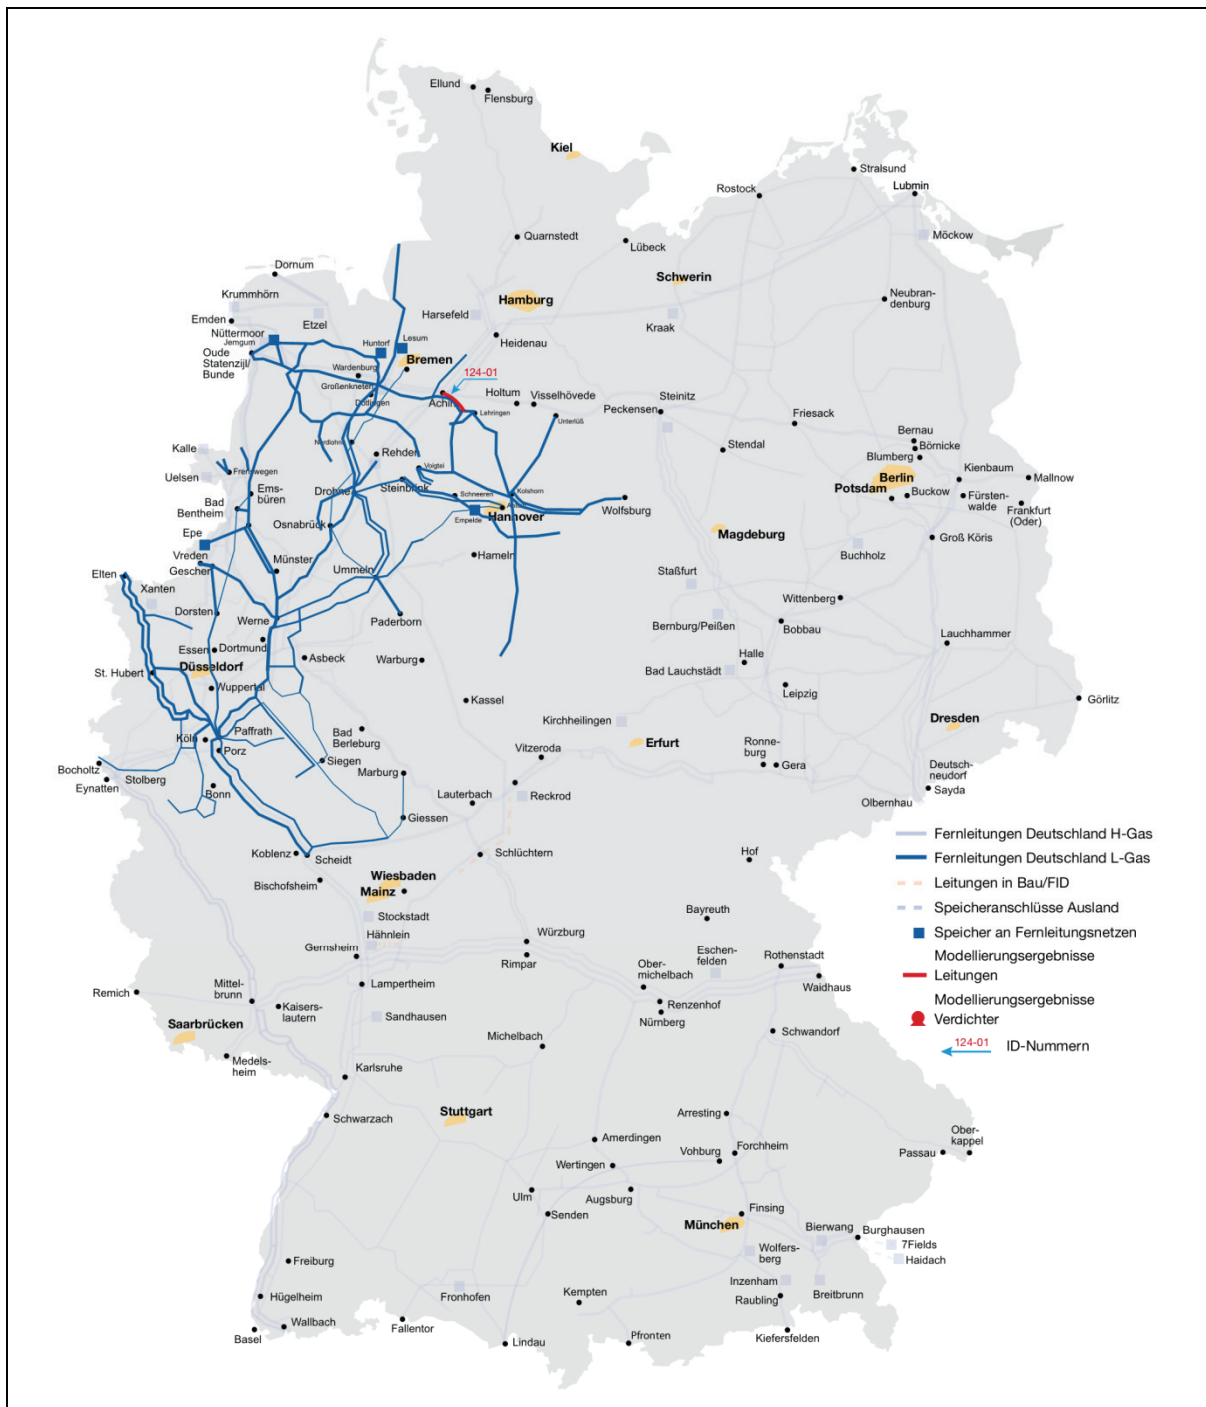 Ellund
Flensburg
Kiel
Stralsund
Rostock
Lubmin
Möckow
Quarnstedt
Lübeck
Dornum
Schwerin
Krummhörn
Hamburg
Neubran-
denburg
Emden
Etzel
Harsefeld
Kraak
Nüttermoor
Jemgum
Huntorf
Lesum
Heidenau
Oude
Statenzijl/
Bunde
Bremen
Wardenburg
124-01
Großenkneten
Dötlingen
Achim
Holtum
Visselhövede
Steinitz
Lehringen
Unterlüß
Peckensen
Friesack
Nordlohne
Bernau
Börnicke
Kalle
Rehden
Stendal
Blumberg
Voigtei
Uelsen
Frenswegen
Berlin
Kienbaum
Mallnow
Ems-
büren
Drohne
Steinbrink
Schneeren
Kolshorn
Potsdam
Buckow
Fürsten-
walde
Frankfurt
(Oder)
Bad
Bentheim
Wolfsburg
Osnabrück
Empelde
Hannover
Magdeburg
Epe
Groß Köris
Vreden
Hameln
Buchholz
Gescher
Münster
Ummeln
Elten
Staßfurt
Xanten
Wittenberg
Dorsten
Werne
Paderborn
Bernburg/Peißen
Bobbau
Lauchhammer
Essen
Dortmund
Asbeck
Warburg
Halle
Düsseldorf
St. Hubert
Bad Lauchstädt
Wuppertal
Leipzig
Kassel
Görlitz
Kirchheilingen
Dresden
Paffrath
Bad
Berleburg
Köln
Erfurt
Ronne-
burg
Porz
Vitzeroda
Siegen
Bocholtz
Marburg
Gera
Deutsch-
neudorf
Eynatten
Stolberg
Sayda
Bonn
Lauterbach
Reckrod
Olbernhau
Giessen
Fernleitungen Deutschland H-Gas
Koblenz
Scheidt
Schlüchtern
Hof
Fernleitungen Deutschland L-Gas
Wiesbaden
Bischofsheim
Mainz
Leitungen in Bau/FID
Stockstadt
Bayreuth
Speicheranschlüsse Ausland
Hähnlein
Würzburg
Speicher an Fernleitungsnetzen
Gernsheim
Eschen-
felden
Rothenstadt
Modellierungsergebnisse
Leitungen
Rimpar
Ober-
michelbach
Remich
Mittel-
brunn
Lampertheim
Waidhaus
Kaisers-
lautern
Renzenhof
Modellierungsergebnisse
Verdichter
Saarbrücken
Sandhausen
Nürnberg
Schwandorf
Michelbach
124-01
ID-Nummern
Medels-
heim
Karlsruhe
Schwarzach
Stuttgart
Arresting
Amerdingen
Ober-
kappel
Vohburg
Forchheim
Passau
Wertingen
Ulm
Augsburg
Senden
Finsing
München
Bierwang
Burghausen
7Fields
Haidach
Wolfers-
berg
Freiburg
Inzenham
Fronhofen
Kempten
Breitbrunn
Hügelheim
Raubling
Wallbach
Fallentor
Basel
Lindau
Pfronten
Kiefersfelden